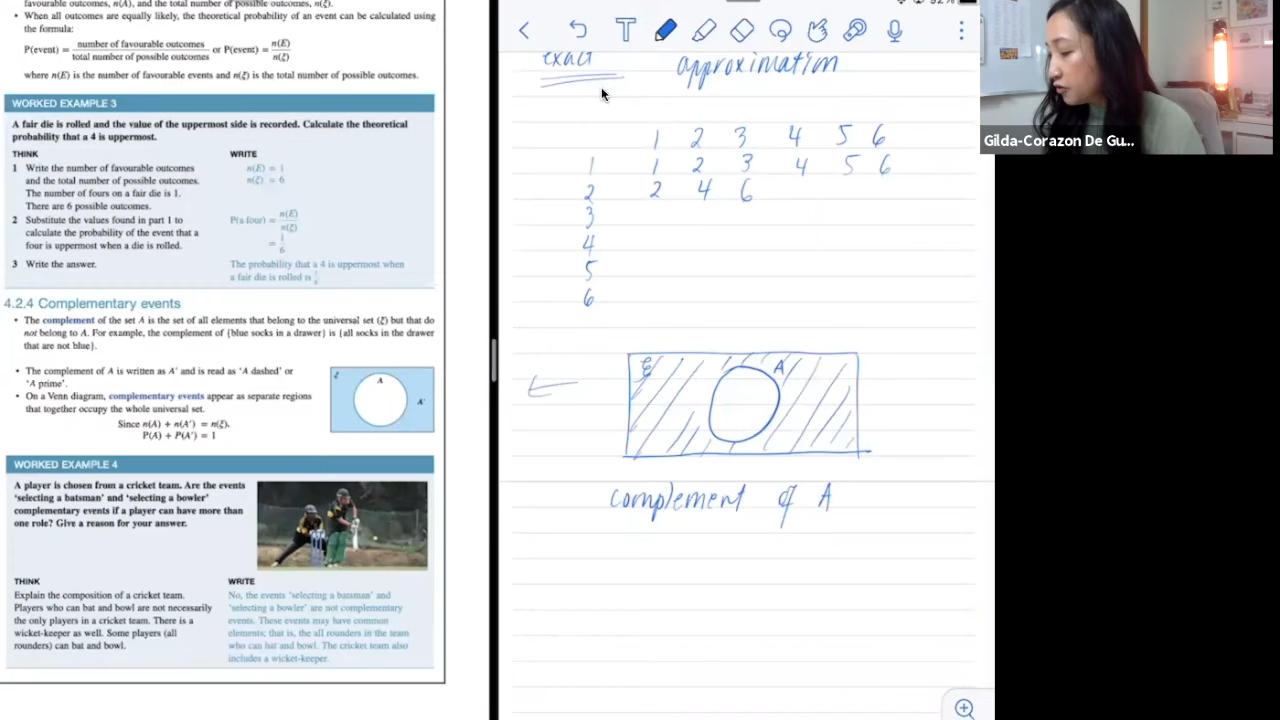 favourable outcomes, n(A), and the total number of possible outcomes, n(ξ).
• When all outcomes are equally likely, the theoretical probability of an event can be calculated using
the formula:
P(event) = number of favourable outcomes / total number of possible outcomes or P(event) = n(E) / n(ξ)
where n(E) is the number of favourable events and n(ξ) is the total number of possible outcomes.
WORKED EXAMPLE 3
A fair die is rolled and the value of the uppermost side is recorded. Calculate the theoretical
probability that a 4 is uppermost.
THINK
1 Write the number of favourable outcomes
and the total number of possible outcomes.
The number of fours on a fair die is 1.
There are 6 possible outcomes.
2 Substitute the values found in part 1 to
calculate the probability of the event that a
four is uppermost when a die is rolled.
3 Write the answer.
WRITE
n(E) = 1
n(ξ) = 6
P(a four) = n(E) / n(ξ)
= 1 / 6
The probability that a 4 is uppermost when
a fair die is rolled is 1/6
4.2.4 Complementary events
• The complement of the set A is the set of all elements that belong to the universal set (ξ) but that do
not belong to A. For example, the complement of {blue socks in a drawer} is {all socks in the drawer
that are not blue}.
• The complement of A is written as A' and is read as ‘A dashed’ or
‘A prime’.
• On a Venn diagram, complementary events appear as separate regions
that together occupy the whole universal set.
Since n(A) + n(A') = n(ξ).
P(A) + P(A') = 1
ξ
A
A'
WORKED EXAMPLE 4
A player is chosen from a cricket team. Are the events
‘selecting a batsman’ and ‘selecting a bowler’
complementary events if a player can have more than
one role? Give a reason for your answer.
THINK
Explain the composition of a cricket team.
Players who can bat and bowl are not necessarily
the only players in a cricket team. There is a
wicket-keeper as well. Some players (all
rounders) can bat and bowl.
WRITE
No, the events ‘selecting a batsman’ and
‘selecting a bowler’ are not complementary
events. These events may have common
elements; that is, the all rounders in the team
who can bat and bowl. The cricket team also
includes a wicket-keeper.
92%
T
exact approximation
1 2 3 4 5 6
1 1 2 3 4 5 6
2 2 4 6
3
4
5
6
ξ A
complement of A
Gilda-Corazon De Gu...